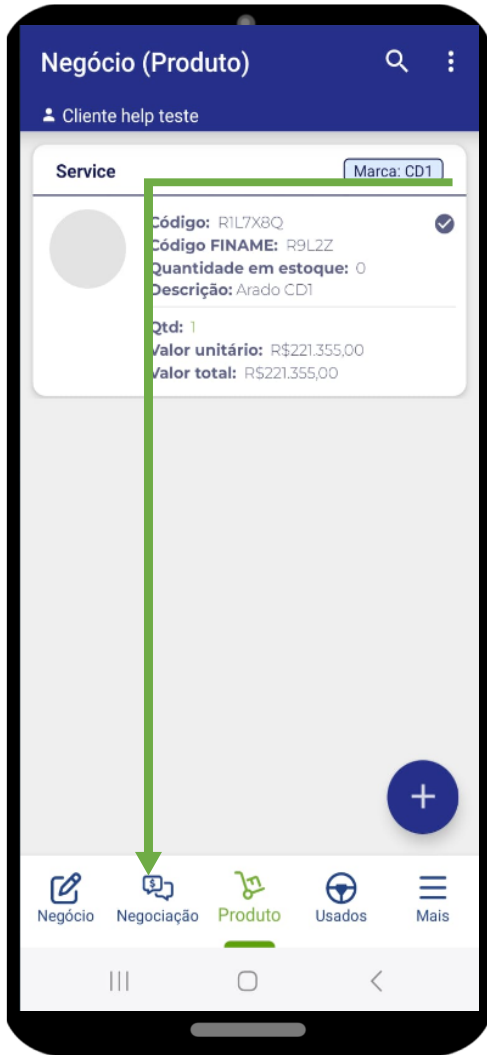 Negócio (Produto)
Cliente help teste
Service
Marca: CD1
Código: R1L7X8Q
Código FINAME: R9L2Z
Quantidade em estoque: 0
Descrição: Arado CD1
Qtd: 1
Valor unitário: R$221.355,00
Valor total: R$221.355,00
Negócio
Negociação
Produto
Usados
Mais